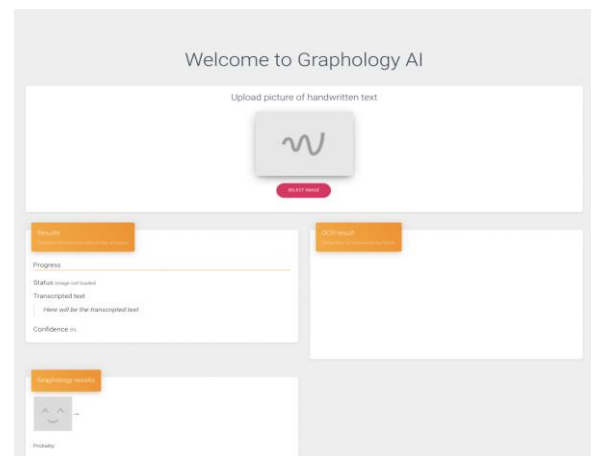 Welcome to Graphology AI
Upload picture of handwritten text
SELECT IMAGE
Results
Progress
Status image not loaded
Transcripted text
Here will be the transcripted text
Confidence 0%
OCR result
Graphology results
Probality: